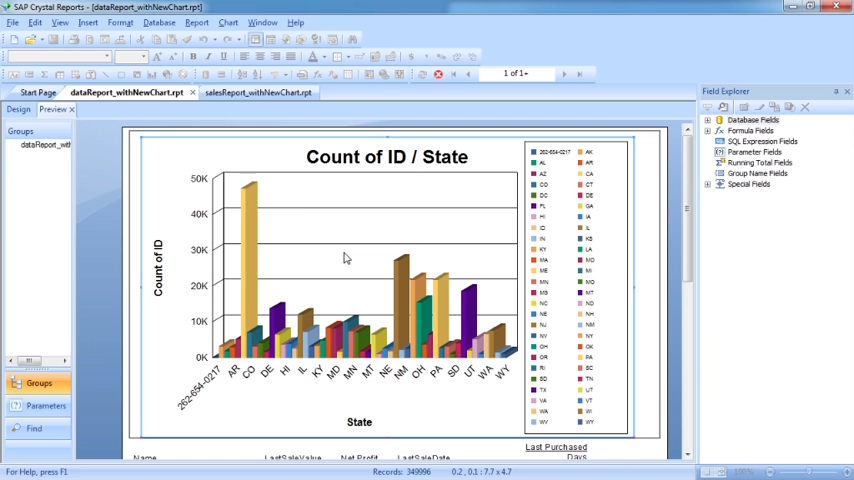 SAP Crystal Reports - [dataReport_withNewChart.rpt]
File Edit View Insert Format Database Report Chart Window Help
1 of 1+
Start Page dataReport_withNewChart.rpt × salesReport_withNewChart.rpt
Design Preview ×
Groups
dataReport_with
Groups
Parameters
Find
Count of ID / State
Count of ID
50K
40K
30K
20K
10K
0K
262-654-0217 AR CO DE HI IL KY MD MN MT NE NM OH PA SD UT WA WY
State
262-654-0217 AK
AL AR
AZ CA
CO CT
DC DE
FL GA
HI IA
ID IL
IN KS
KY LA
MA MD
ME MI
MN MO
MS MT
NC ND
NE NH
NJ NM
NV NY
OH OK
OR PA
RI SC
SD TN
TX UT
VA VT
WA WI
WV WY
Last Purchased
Name LastSaleValue Net Profit LastSaleDate Days
Field Explorer
Database Fields
Formula Fields
SQL Expression Fields
Parameter Fields
Running Total Fields
Group Name Fields
Special Fields
For Help, press F1 Records: 349996 0.2 , 0.1 : 7.7 x 4.7 100%